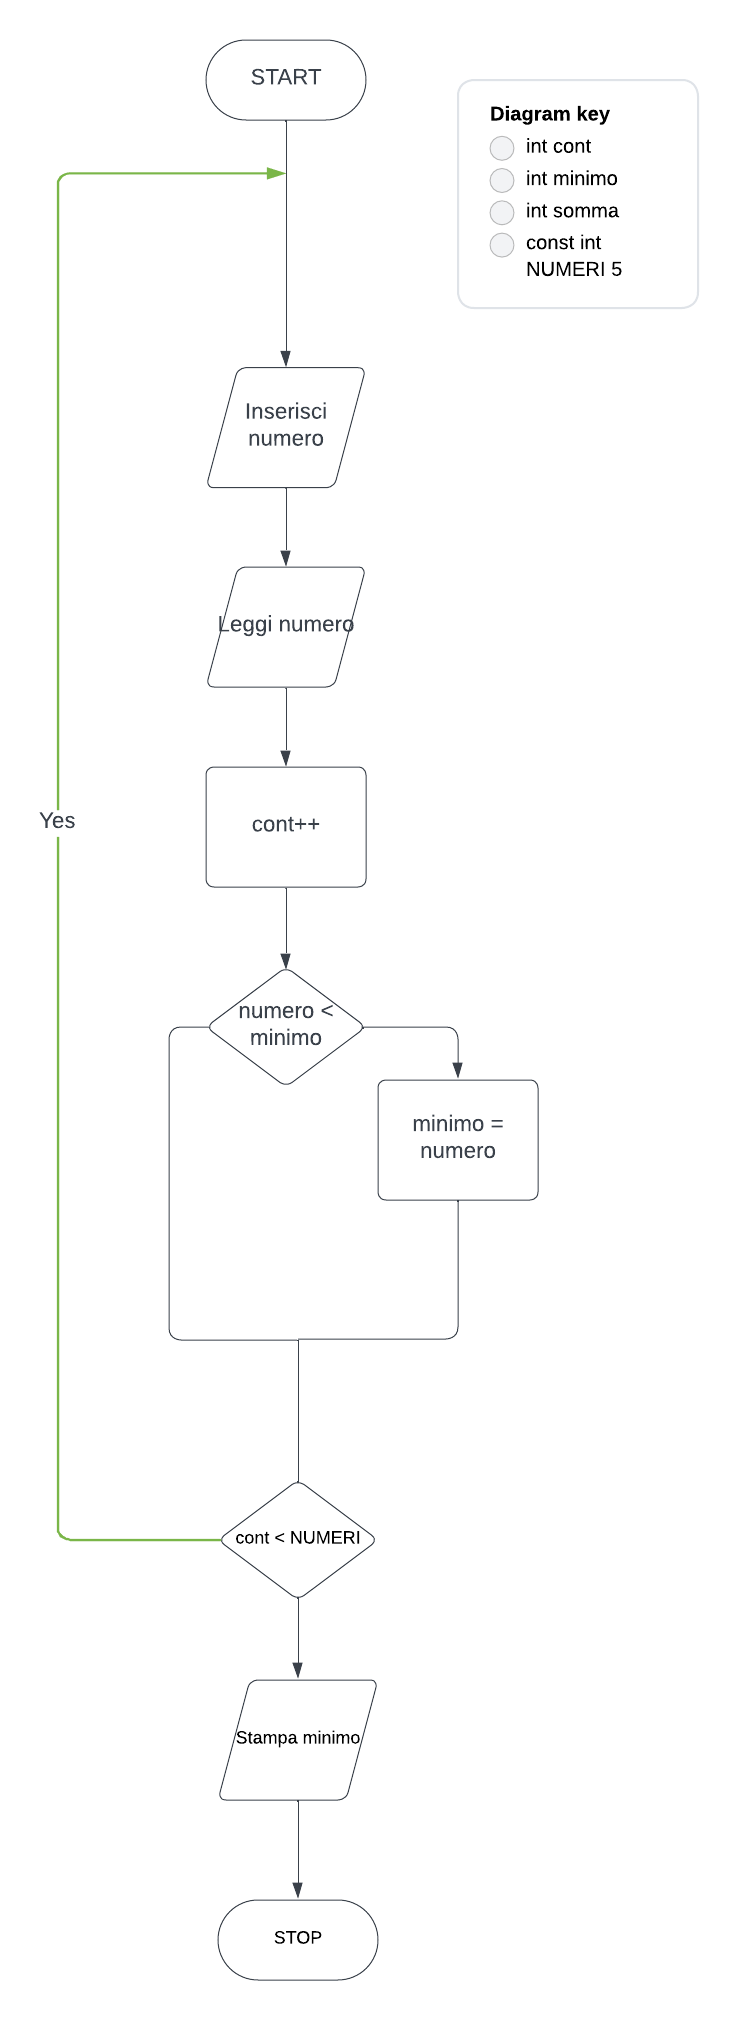 START
Diagram key
int cont
int minimo
int somma
const int
NUMERI 5
Inserisci
numero
Leggi numero
Yes
cont++
numero <
minimo
minimo =
numero
cont < NUMERI
Stampa minimo
STOP